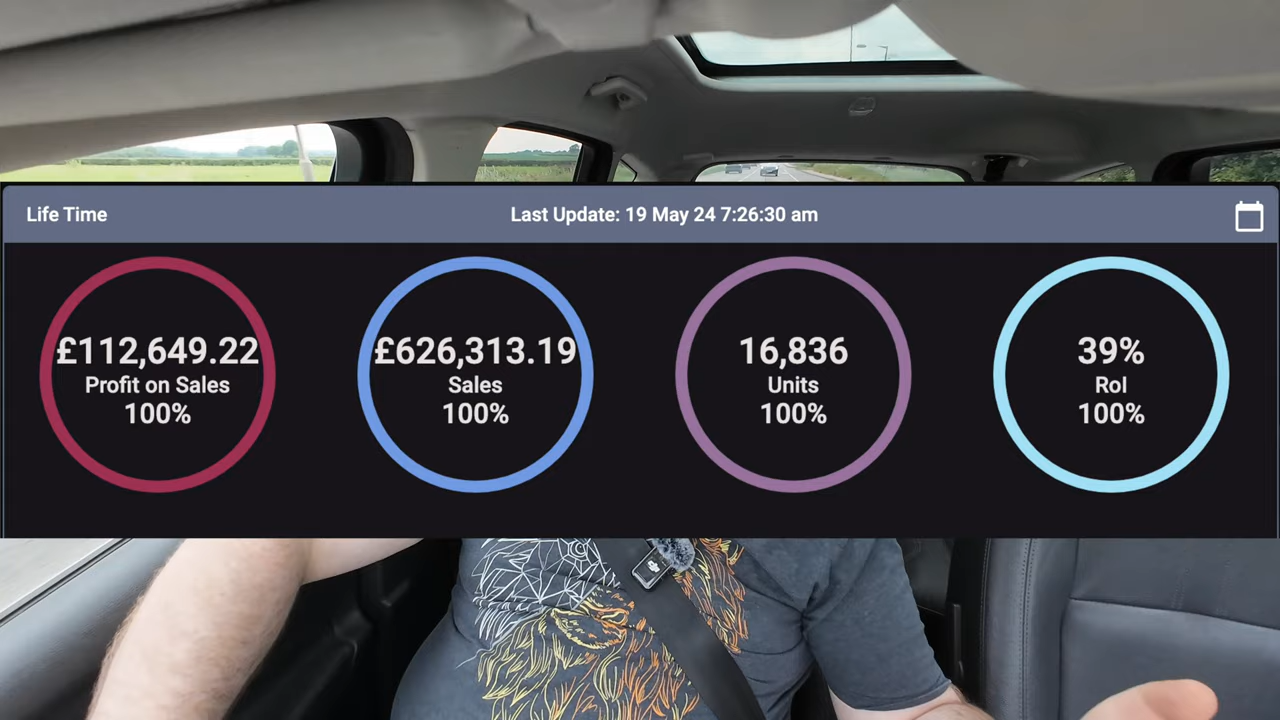 Life Time
Last Update: 19 May 24 7:26:30 am
£112,649.22
Profit on Sales
100%
£626,313.19
Sales
100%
16,836
Units
100%
39%
RoI
100%
dji